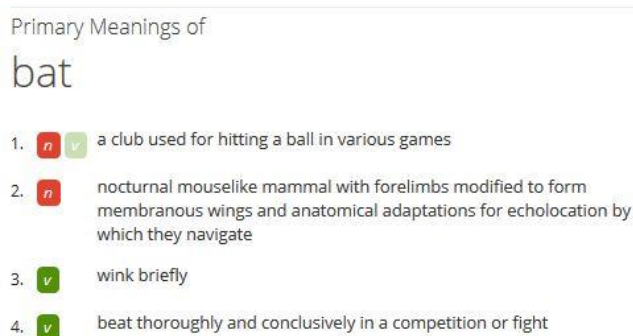 Primary Meanings of
bat
1. n v a club used for hitting a ball in various games
2. n nocturnal mouselike mammal with forelimbs modified to form
membranous wings and anatomical adaptations for echolocation by
which they navigate
3. v wink briefly
4. v beat thoroughly and conclusively in a competition or fight